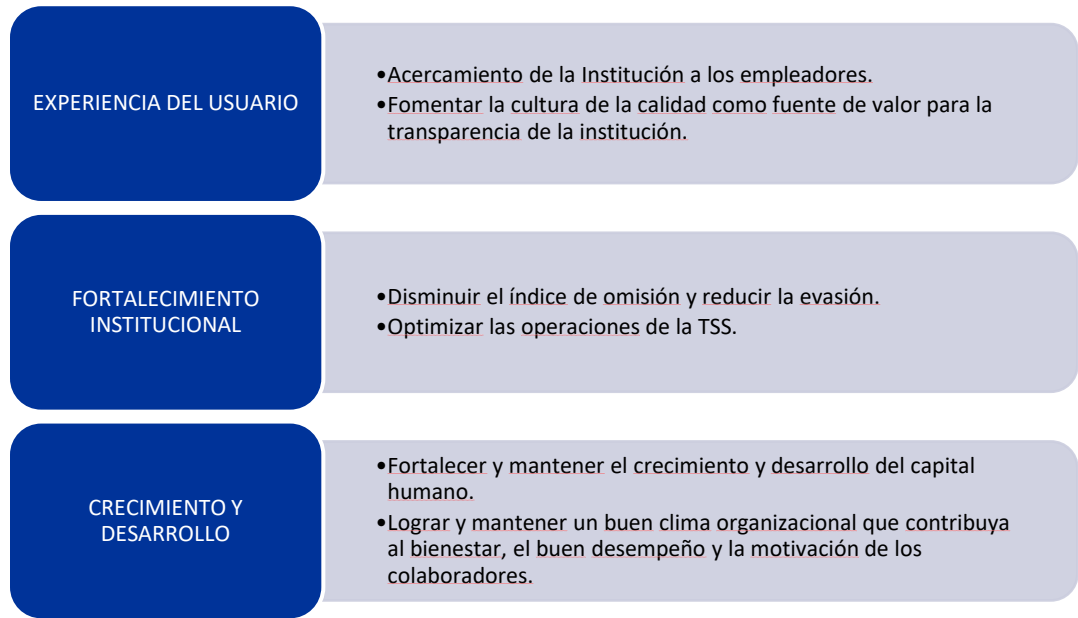 EXPERIENCIA DEL USUARIO
•Acercamiento de la Institución a los empleadores.
•Fomentar la cultura de la calidad como fuente de valor para la
transparencia de la institución.
FORTALECIMIENTO
INSTITUCIONAL
•Disminuir el índice de omisión y reducir la evasión.
•Optimizar las operaciones de la TSS.
CRECIMIENTO Y
DESARROLLO
•Fortalecer y mantener el crecimiento y desarrollo del capital
humano.
•Lograr y mantener un buen clima organizacional que contribuya
al bienestar, el buen desempeño y la motivación de los
colaboradores.